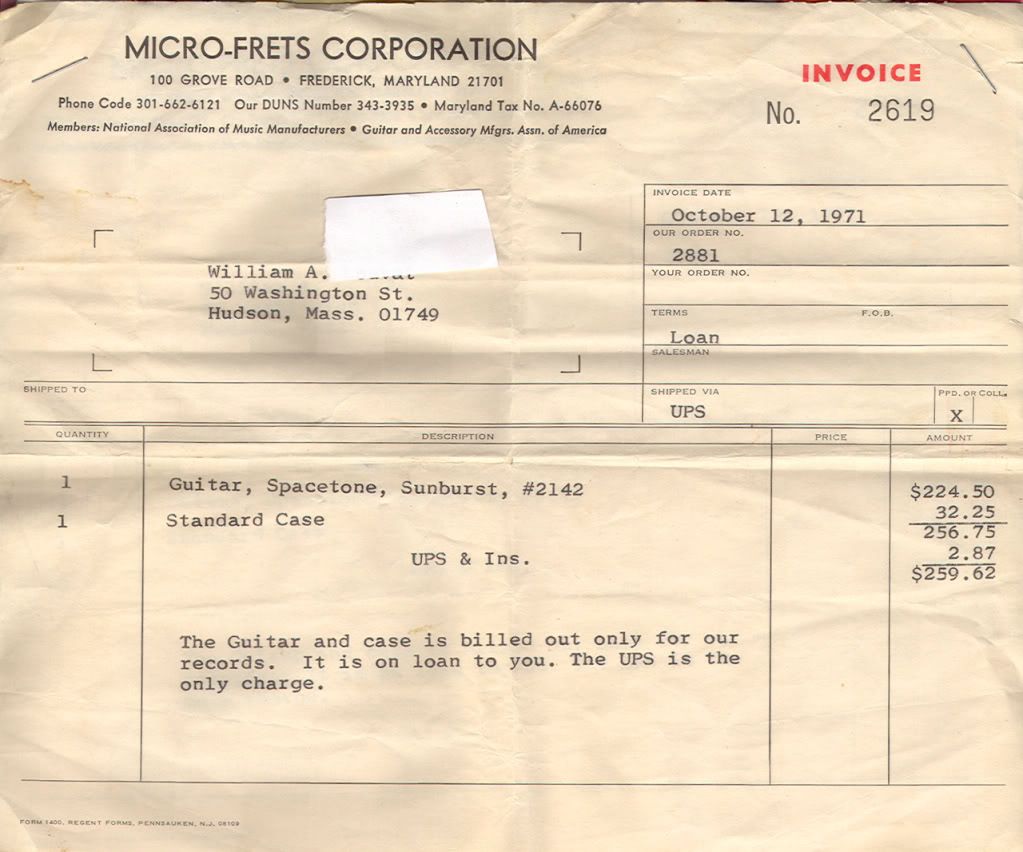 MICRO-FRETS CORPORATION
100 GROVE ROAD • FREDERICK, MARYLAND 21701
Phone Code 301-662-6121 Our DUNS Number 343-3935 • Maryland Tax No. A-66076
Members: National Association of Music Manufacturers • Guitar and Accessory Mfgrs. Assn. of America
INVOICE
No. 2619
INVOICE DATE
October 12, 1971
OUR ORDER NO.
2881
YOUR ORDER NO.
TERMS F.O.B.
Loan
SALESMAN
William A.
50 Washington St.
Hudson, Mass. 01749
SHIPPED TO
SHIPPED VIA PPD. OR COLL.
UPS X
QUANTITY DESCRIPTION PRICE AMOUNT
1 Guitar, Spacetone, Sunburst, #2142 $224.50
1 Standard Case 32.25
256.75
UPS & Ins. 2.87
$259.62
The Guitar and case is billed out only for our
records. It is on loan to you. The UPS is the
only charge.
FORM 1400, REGENT FORMS, PENNSAUKEN, N.J. 08109